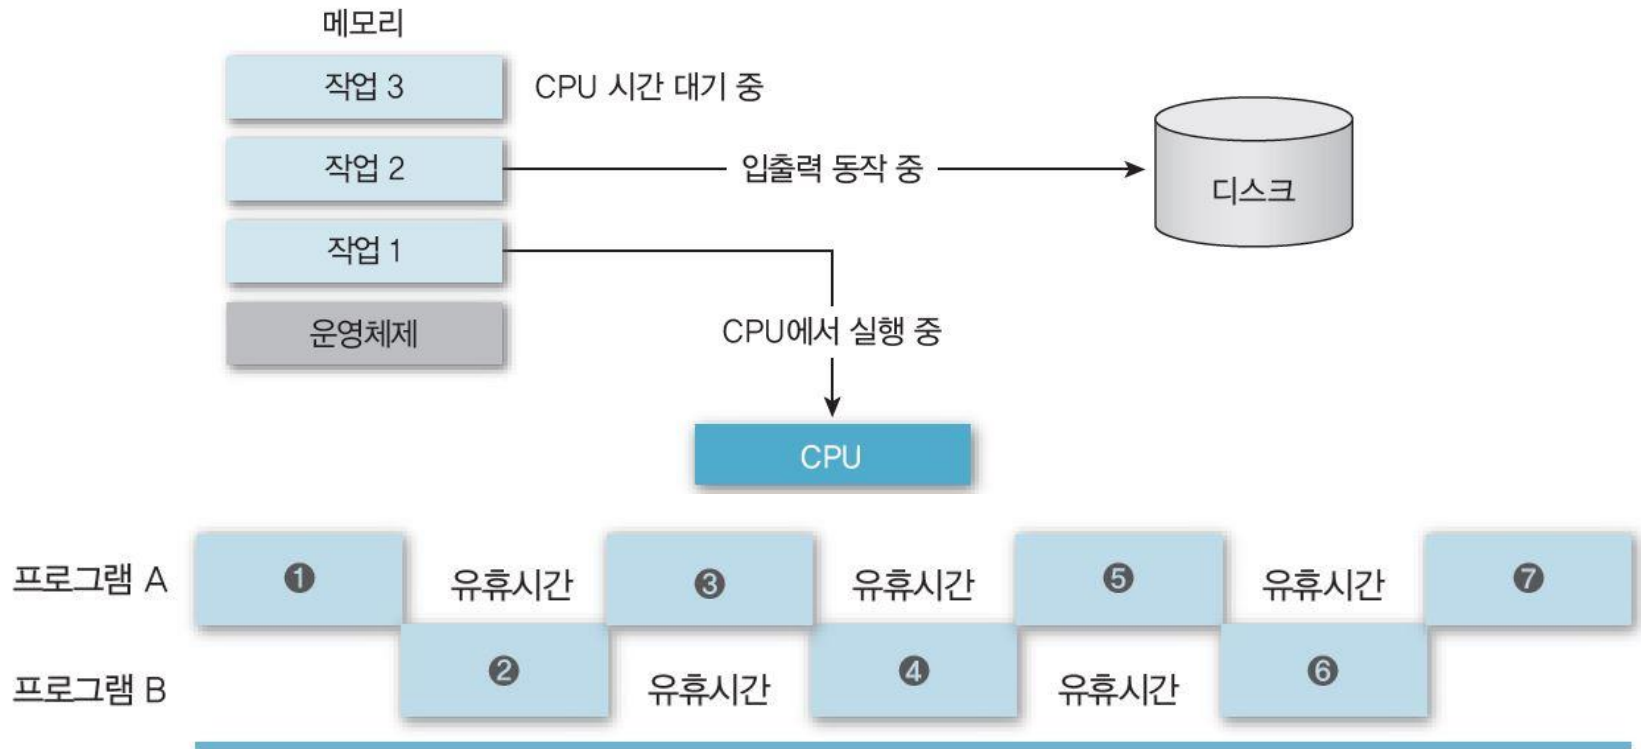 메모리
작업 3 CPU 시간 대기 중
작업 2 입출력 동작 중 디스크
작업 1
운영체제 CPU에서 실행 중
CPU
프로그램 A ❶ 유휴시간 ❸ 유휴시간 ❺ 유휴시간 ❼
프로그램 B ❷ 유휴시간 ❹ 유휴시간 ❻